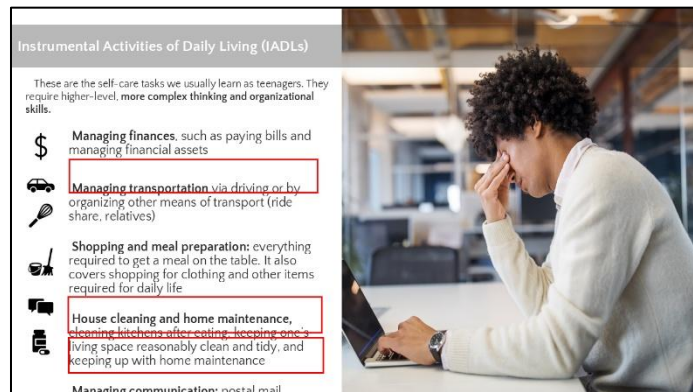 Instrumental Activities of Daily Living (IADLs)
These are the self-care tasks we usually learn as teenagers. They
require higher-level, more complex thinking and organizational
skills.
$
Managing finances, such as paying bills and
managing financial assets
Managing transportation via driving or by
organizing other means of transport (ride
share, relatives)
Shopping and meal preparation: everything
required to get a meal on the table. It also
covers shopping for clothing and other items
required for daily life
House cleaning and home maintenance,
cleaning kitchens after eating, keeping one's
living space reasonably clean and tidy, and
keeping up with home maintenance
Managing communication: postal mail